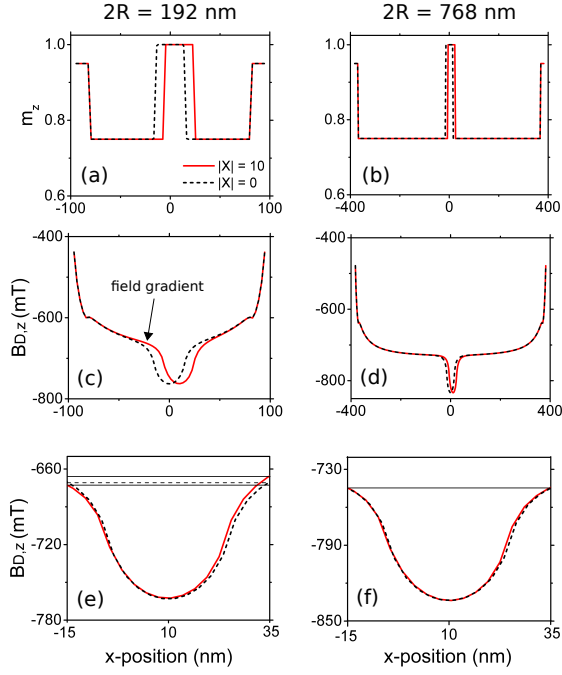 2R = 192 nm
2R = 768 nm
m_z
1.0
0.8
0.6
-100
0
100
(a)
|X| = 10
|X| = 0
1.0
0.8
0.6
-400
0
400
(b)
B_D,z (mT)
-400
-600
-800
-100
0
100
field gradient
(c)
-400
-600
-800
-400
0
400
(d)
B_D,z (mT)
-660
-720
-780
-15
10
35
(e)
x-position (nm)
-730
-790
-850
-15
10
35
(f)
x-position (nm)